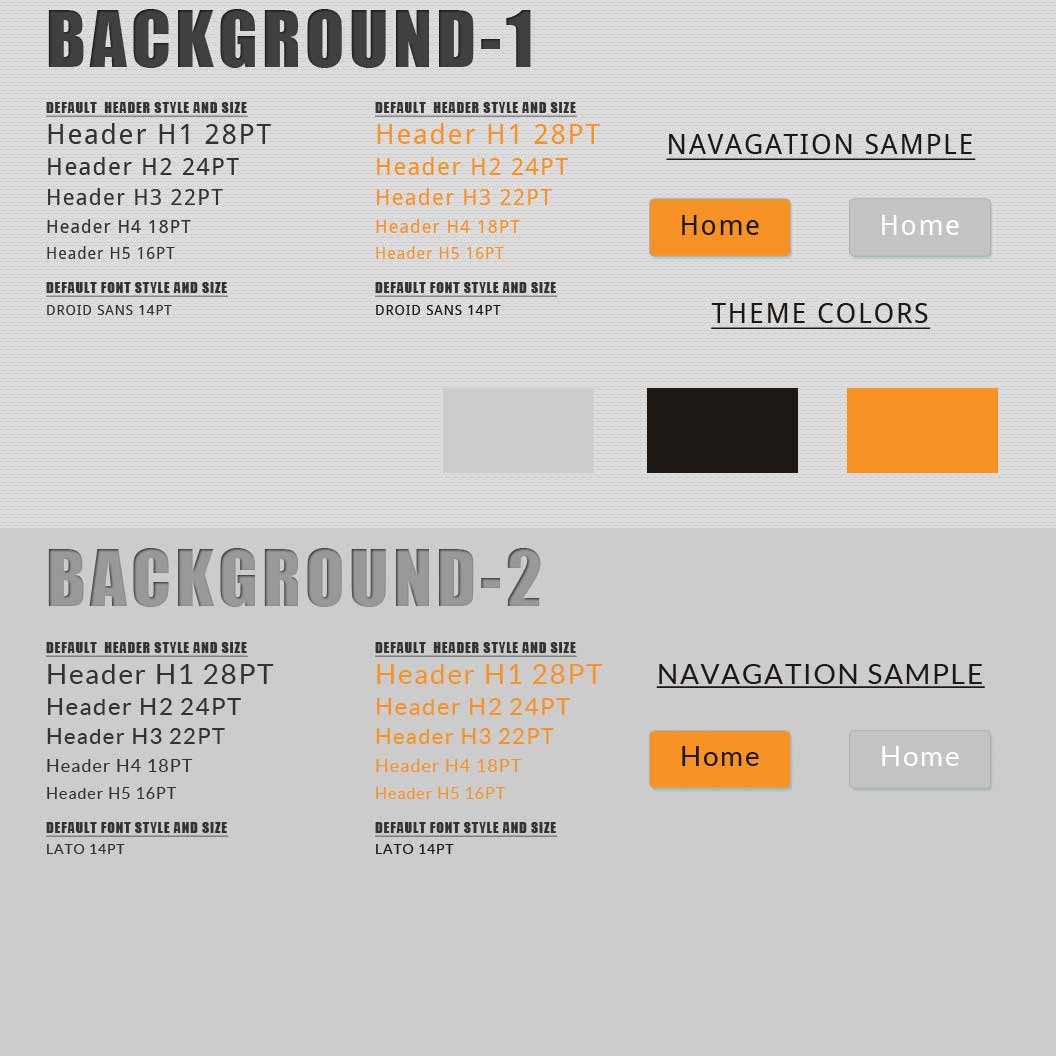 BACKGROUND-1
DEFAULT HEADER STYLE AND SIZE
Header H1 28PT
Header H2 24PT
Header H3 22PT
Header H4 18PT
Header H5 16PT
DEFAULT FONT STYLE AND SIZE
DROID SANS 14PT
DEFAULT HEADER STYLE AND SIZE
Header H1 28PT
Header H2 24PT
Header H3 22PT
Header H4 18PT
Header H5 16PT
DEFAULT FONT STYLE AND SIZE
DROID SANS 14PT
NAVAGATION SAMPLE
Home
Home
THEME COLORS
BACKGROUND-2
DEFAULT HEADER STYLE AND SIZE
Header H1 28PT
Header H2 24PT
Header H3 22PT
Header H4 18PT
Header H5 16PT
DEFAULT FONT STYLE AND SIZE
LATO 14PT
DEFAULT HEADER STYLE AND SIZE
Header H1 28PT
Header H2 24PT
Header H3 22PT
Header H4 18PT
Header H5 16PT
DEFAULT FONT STYLE AND SIZE
LATO 14PT
NAVAGATION SAMPLE
Home
Home